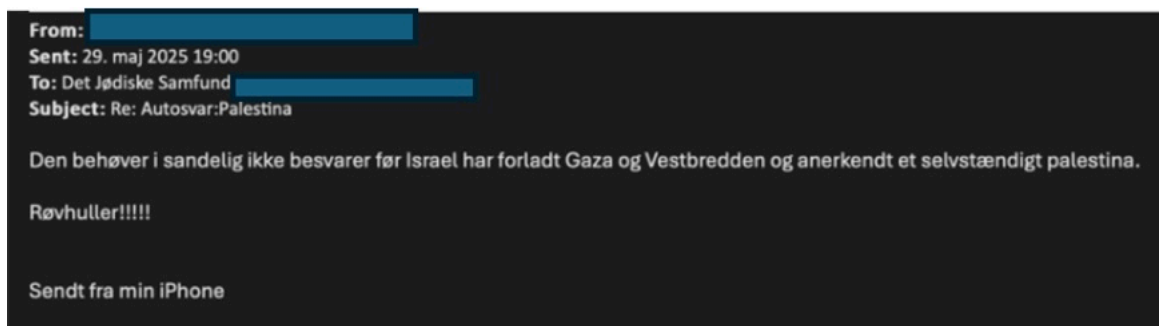 From:
Sent: 29. maj 2025 19:00
To: Det Jødiske Samfund
Subject: Re: Autosvar:Palestina
Den behøver i sandelig ikke besvarer før Israel har forladt Gaza og Vestbredden og anerkendt et selvstændigt palestina.
Røvhuller!!!!!
Sendt fra min iPhone